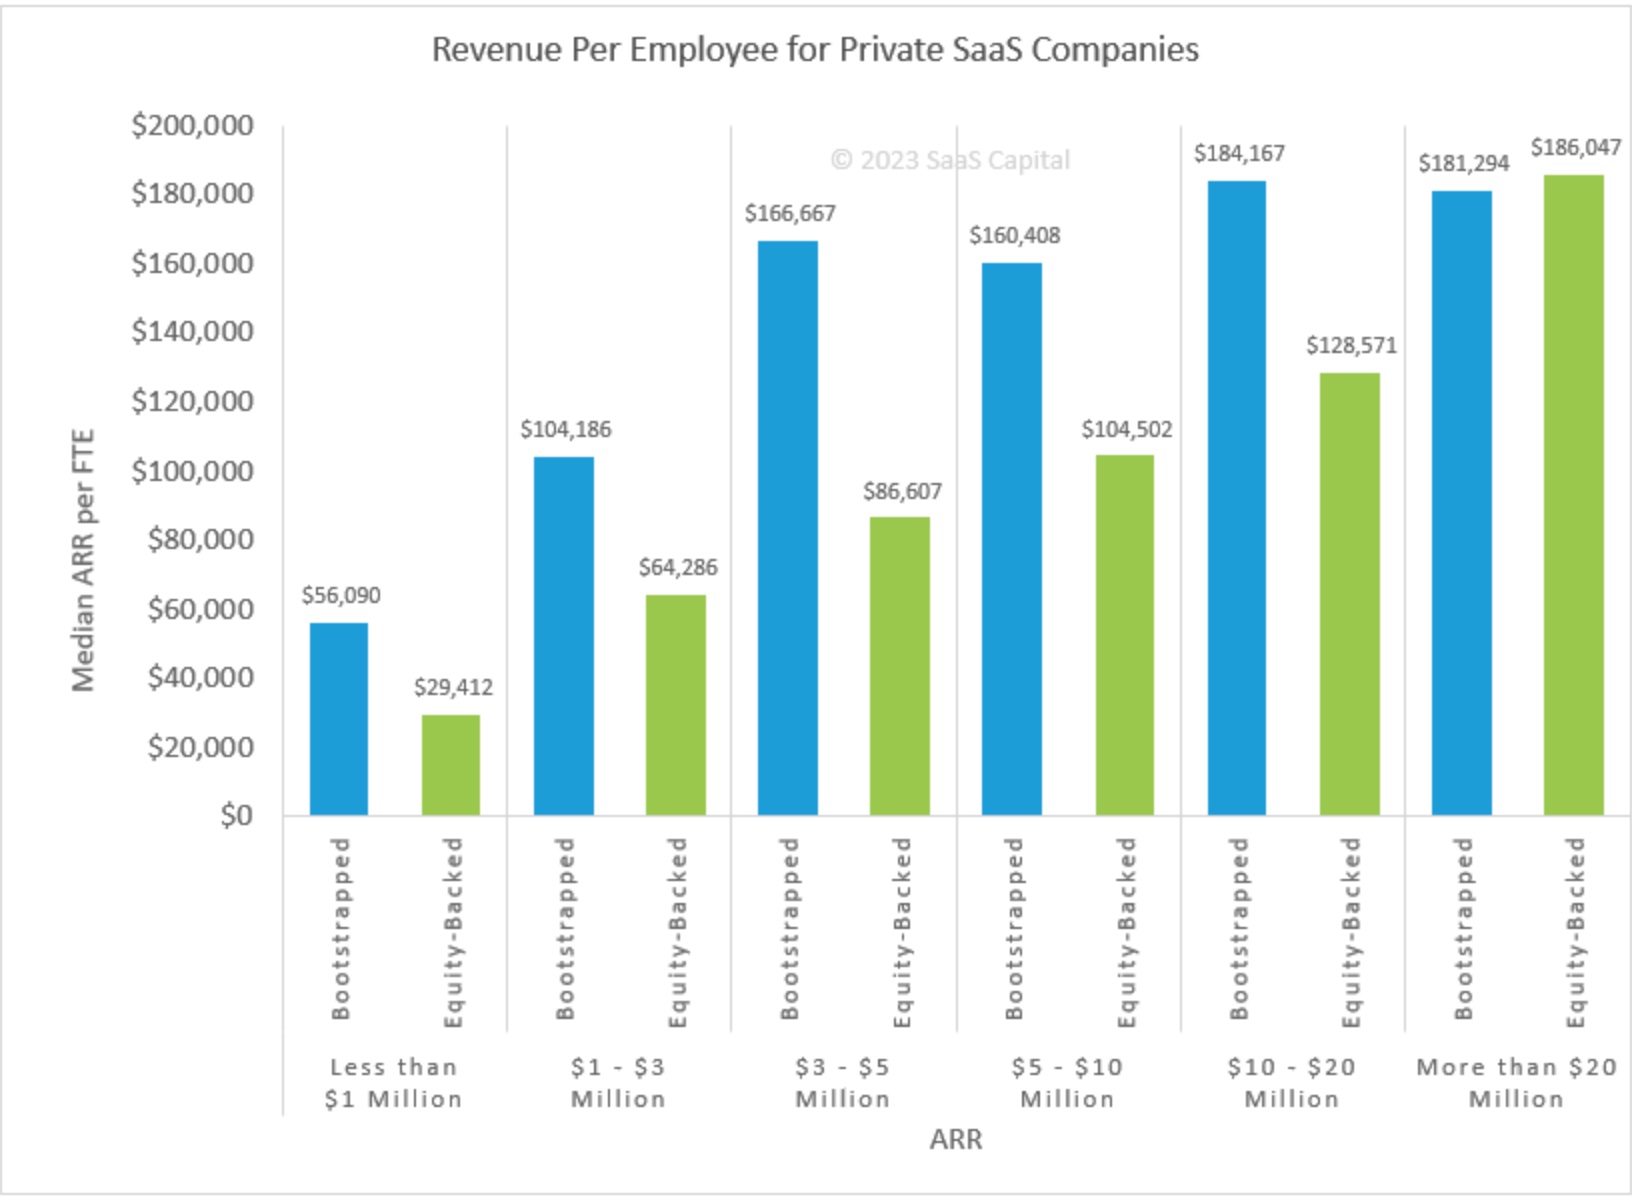 Revenue Per Employee for Private SaaS Companies
© 2023 SaaS Capital
Median ARR per FTE
$200,000
$180,000
$160,000
$140,000
$120,000
$100,000
$80,000
$60,000
$40,000
$20,000
$0
$56,090
$29,412
$104,186
$64,286
$166,667
$86,607
$160,408
$104,502
$184,167
$128,571
$181,294
$186,047
Bootstrapped
Equity-Backed
Bootstrapped
Equity-Backed
Bootstrapped
Equity-Backed
Bootstrapped
Equity-Backed
Bootstrapped
Equity-Backed
Bootstrapped
Equity-Backed
Less than
$1 Million
$1 - $3
Million
$3 - $5
Million
$5 - $10
Million
$10 - $20
Million
More than $20
Million
ARR